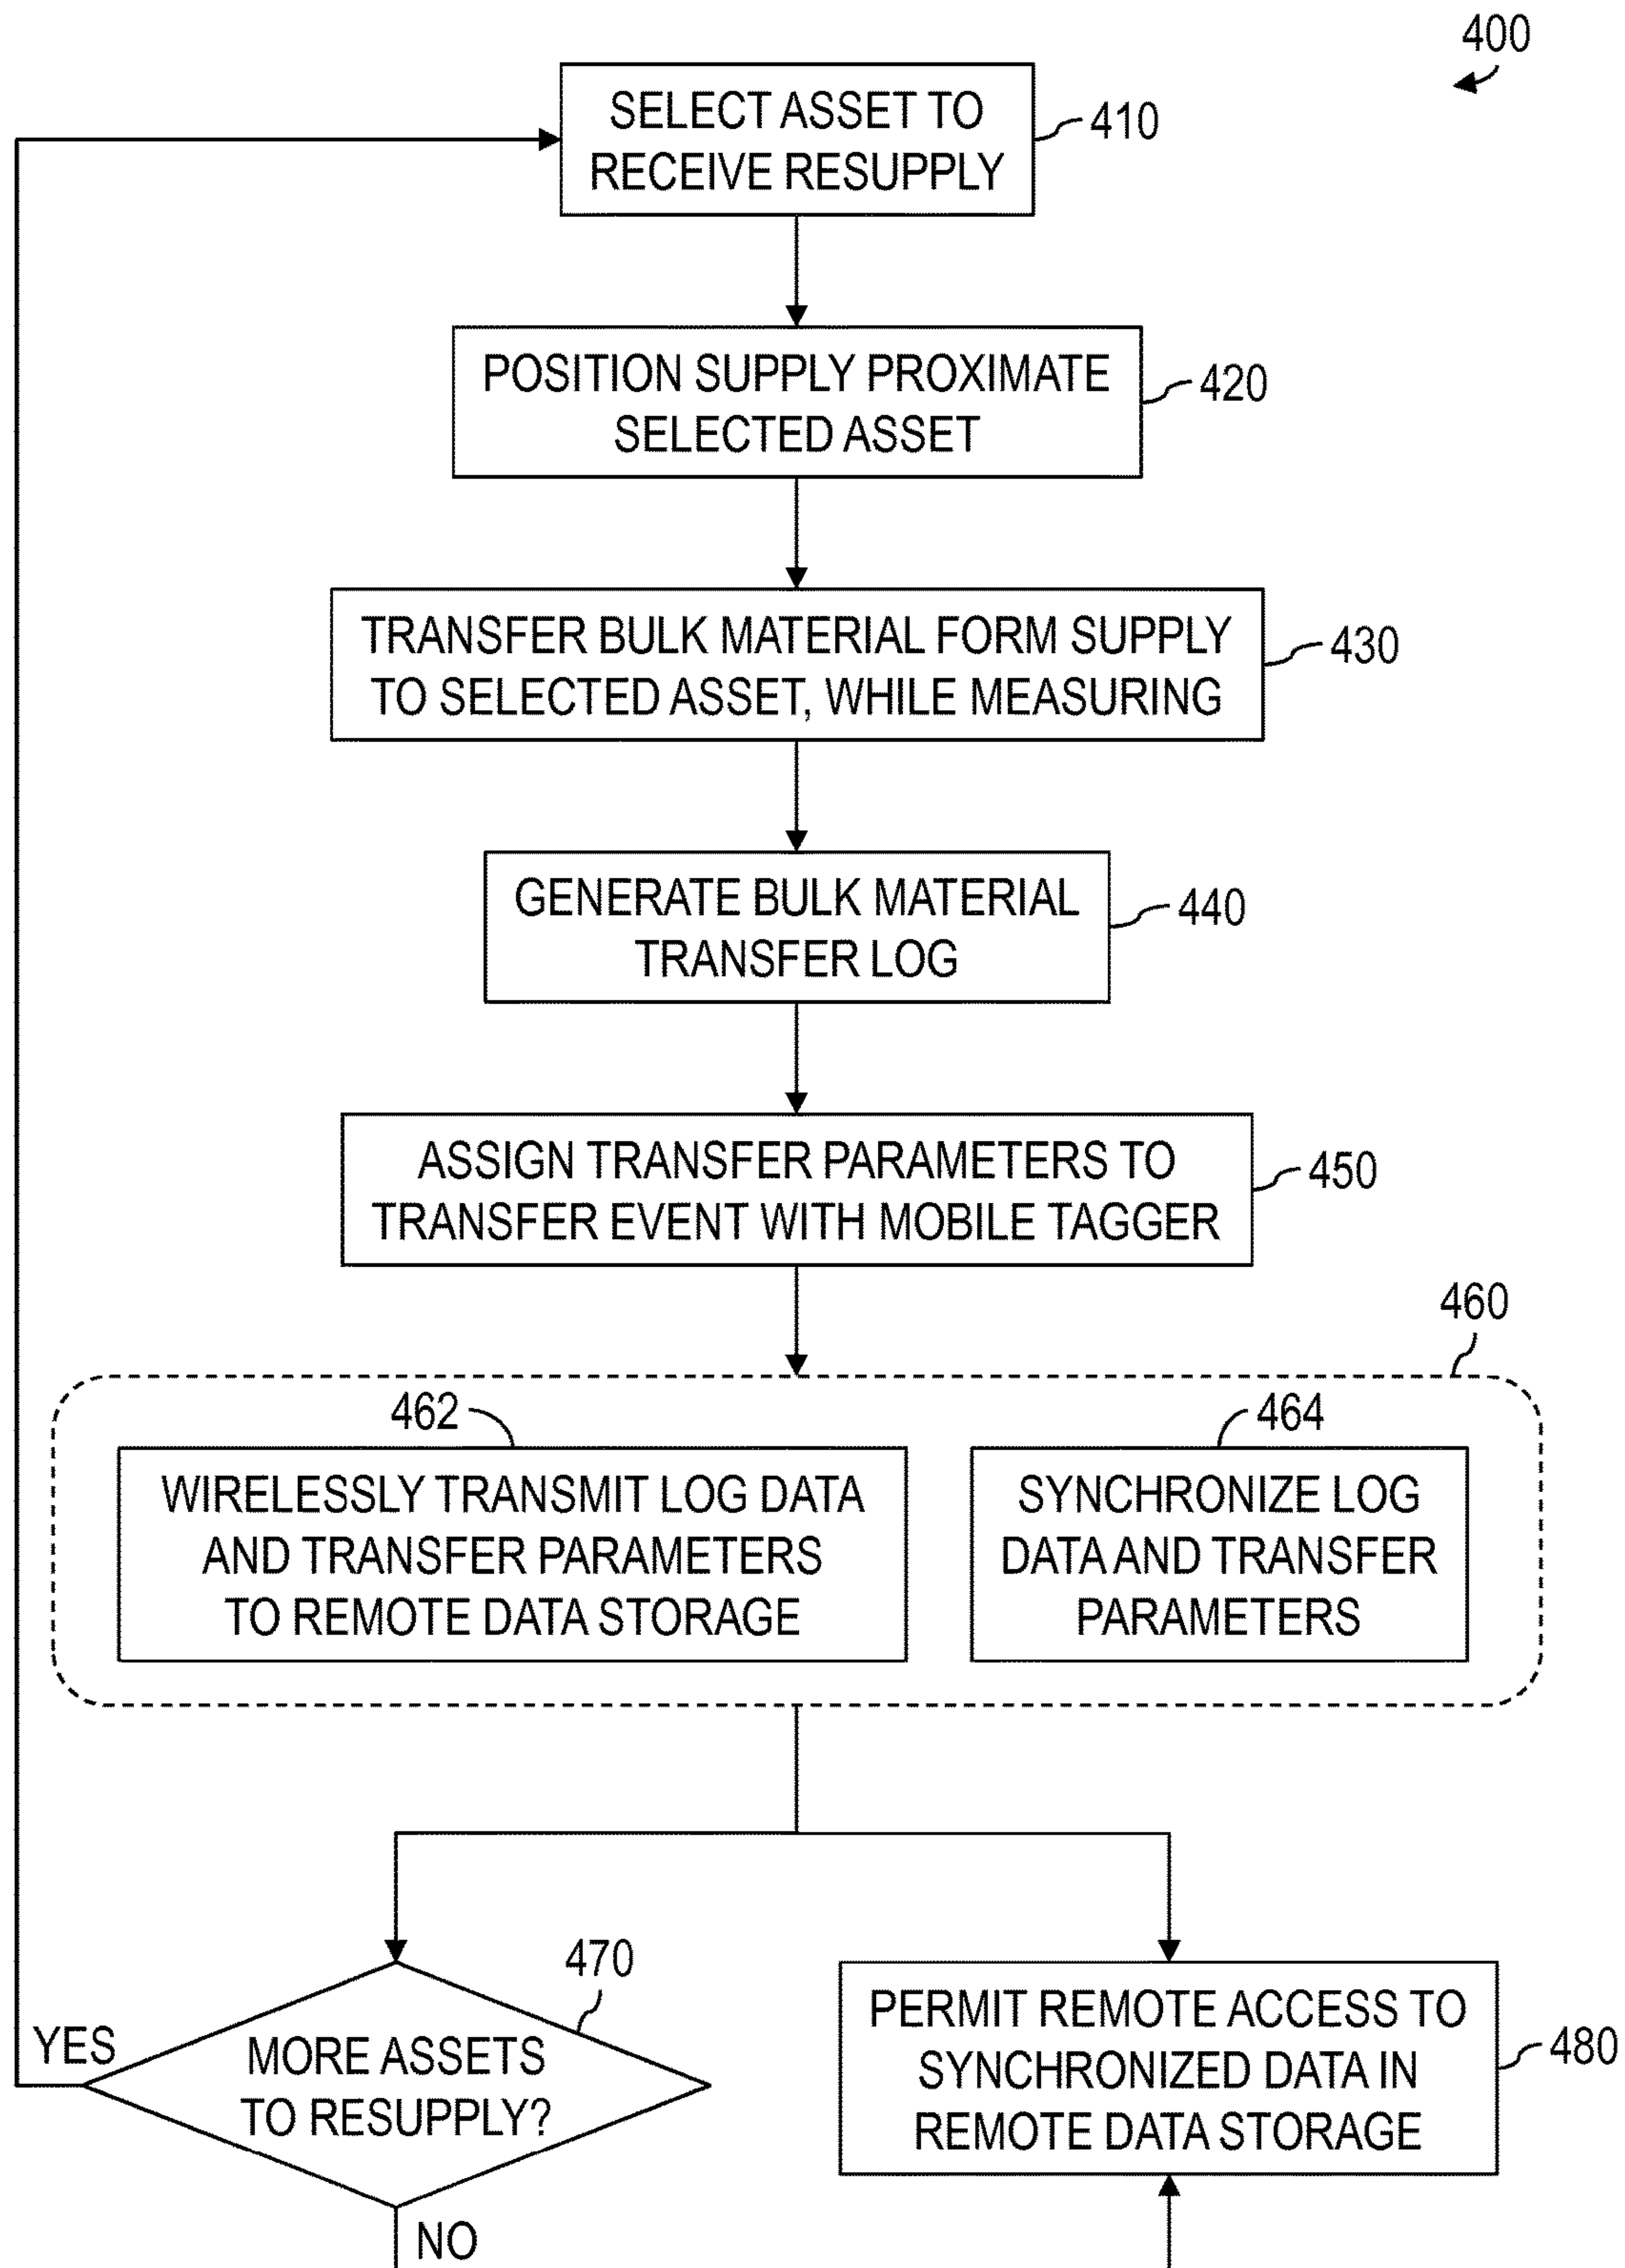 400
SELECT ASSET TO
RECEIVE RESUPPLY
410
POSITION SUPPLY PROXIMATE
SELECTED ASSET
420
TRANSFER BULK MATERIAL FORM SUPPLY
TO SELECTED ASSET, WHILE MEASURING
430
GENERATE BULK MATERIAL
TRANSFER LOG
440
ASSIGN TRANSFER PARAMETERS TO
TRANSFER EVENT WITH MOBILE TAGGER
450
460
462
WIRELESSLY TRANSMIT LOG DATA
AND TRANSFER PARAMETERS
TO REMOTE DATA STORAGE
464
SYNCHRONIZE LOG
DATA AND TRANSFER
PARAMETERS
470
YES
MORE ASSETS
TO RESUPPLY?
NO
PERMIT REMOTE ACCESS TO
SYNCHRONIZED DATA IN
REMOTE DATA STORAGE
480